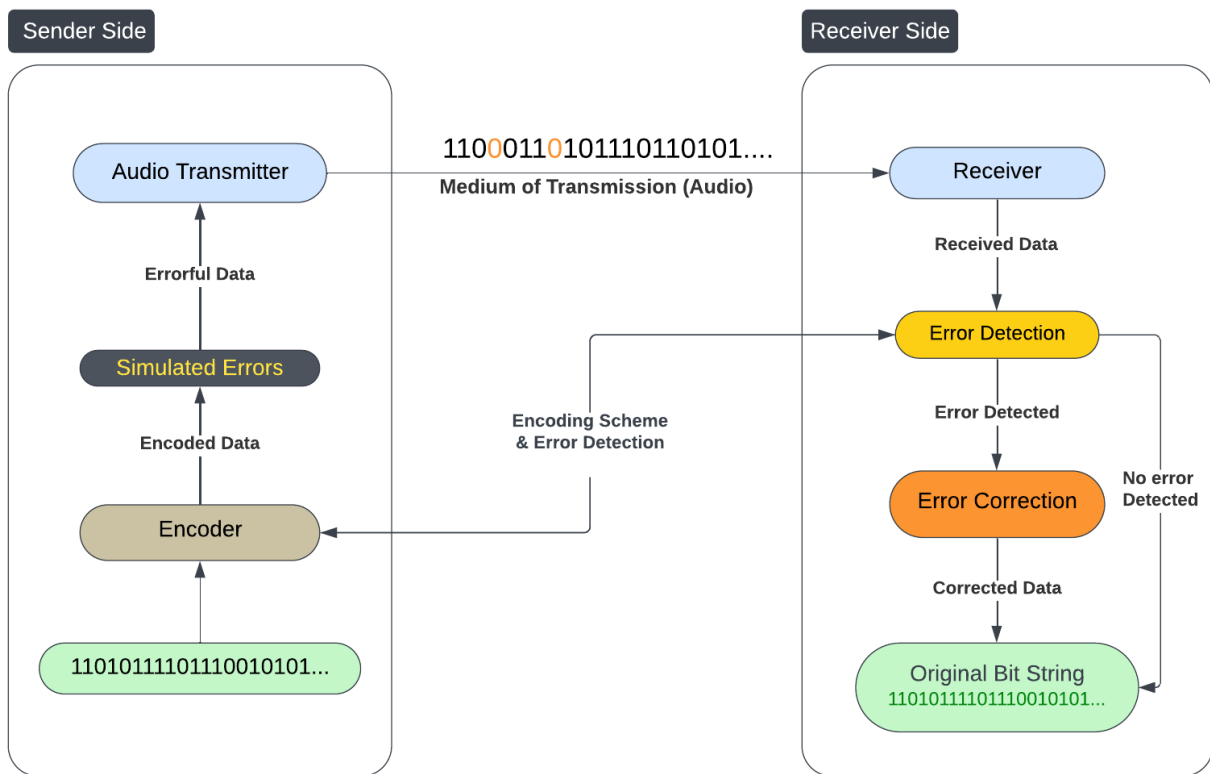 Sender Side
Receiver Side
11000110101110110101....
Audio Transmitter
Medium of Transmission (Audio)
Receiver
Errorful Data
Received Data
Simulated Errors
Error Detection
Encoded Data
Encoding Scheme
& Error Detection
Error Detected
Encoder
Error Correction
No error
Detected
Corrected Data
11010111101110010101...
Original Bit String
11010111101110010101...